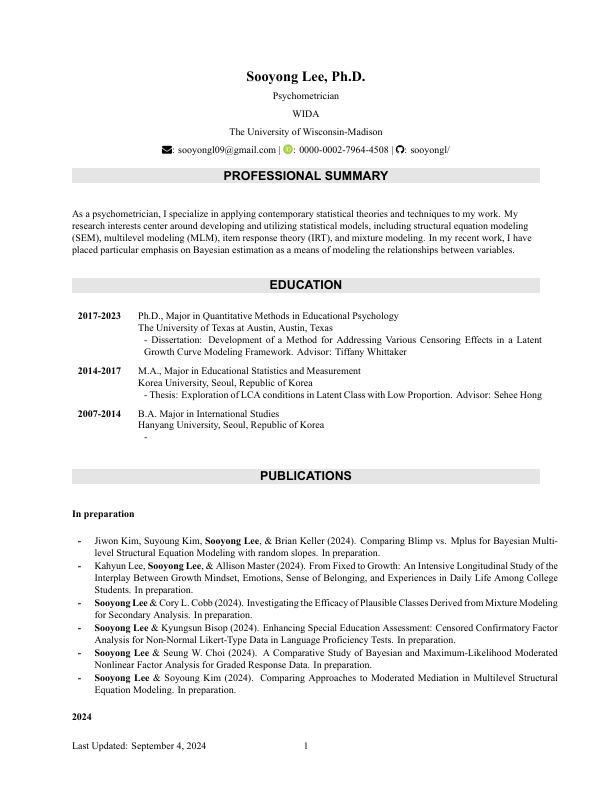 Sooyong Lee, Ph.D.
Psychometrician
WIDA
The University of Wisconsin-Madison
: sooyongl09@gmail.com | : 0000-0002-7964-4508 | : sooyongl/
PROFESSIONAL SUMMARY
As a psychometrician, I specialize in applying contemporary statistical theories and techniques to my work. My
research interests center around developing and utilizing statistical models, including structural equation modeling
(SEM), multilevel modeling (MLM), item response theory (IRT), and mixture modeling. In my recent work, I have
placed particular emphasis on Bayesian estimation as a means of modeling the relationships between variables.
EDUCATION
2017-2023 Ph.D., Major in Quantitative Methods in Educational Psychology
The University of Texas at Austin, Austin, Texas
- Dissertation: Development of a Method for Addressing Various Censoring Effects in a Latent
Growth Curve Modeling Framework. Advisor: Tiffany Whittaker
2014-2017 M.A., Major in Educational Statistics and Measurement
Korea University, Seoul, Republic of Korea
- Thesis: Exploration of LCA conditions in Latent Class with Low Proportion. Advisor: Sehee Hong
2007-2014 B.A. Major in International Studies
Hanyang University, Seoul, Republic of Korea
-
PUBLICATIONS
In preparation
- Jiwon Kim, Suyoung Kim, Sooyong Lee, & Brian Keller (2024). Comparing Blimp vs. Mplus for Bayesian Multi-
level Structural Equation Modeling with random slopes. In preparation.
- Kahyun Lee, Sooyong Lee, & Allison Master (2024). From Fixed to Growth: An Intensive Longitudinal Study of the
Interplay Between Growth Mindset, Emotions, Sense of Belonging, and Experiences in Daily Life Among College
Students. In preparation.
- Sooyong Lee & Cory L. Cobb (2024). Investigating the Efficacy of Plausible Classes Derived from Mixture Modeling
for Secondary Analysis. In preparation.
- Sooyong Lee & Kyungsun Bisop (2024). Enhancing Special Education Assessment: Censored Confirmatory Factor
Analysis for Non-Normal Likert-Type Data in Language Proficiency Tests. In preparation.
- Sooyong Lee & Seung W. Choi (2024). A Comparative Study of Bayesian and Maximum-Likelihood Moderated
Nonlinear Factor Analysis for Graded Response Data. In preparation.
- Sooyong Lee & Soyoung Kim (2024). Comparing Approaches to Moderated Mediation in Multilevel Structural
Equation Modeling. In preparation.
2024
Last Updated: September 4, 2024 1